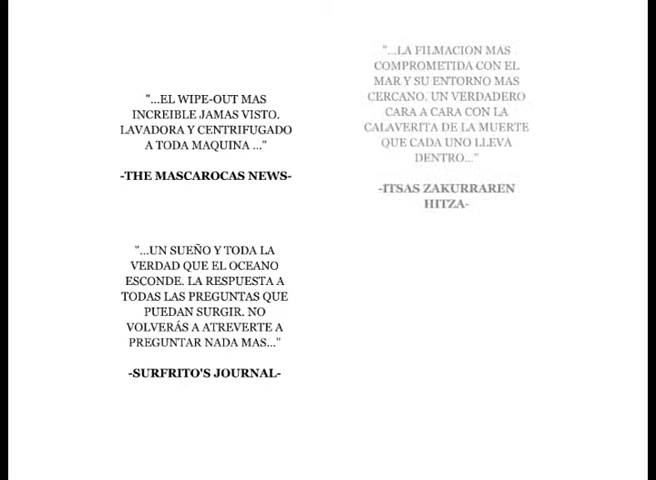 "...EL WIPE-OUT MAS
INCREIBLE JAMAS VISTO.
LAVADORA Y CENTRIFUGADO
A TODA MAQUINA ..."
-THE MASCAROCAS NEWS-
"...UN SUEÑO Y TODA LA
VERDAD QUE EL OCEANO
ESCONDE. LA RESPUESTA A
TODAS LAS PREGUNTAS QUE
PUEDAN SURGIR. NO
VOLVERÁS A ATREVERTE A
PREGUNTAR NADA MAS..."
-SURFRITO'S JOURNAL-
"...LA FILMACIÓN MAS
COMPROMETIDA CON EL
MAR Y SU ENTORNO MAS
CERCANO. UN VERDADERO
CARA A CARA CON LA
CALAVERITA DE LA MUERTE
QUE CADA UNO LLEVA
DENTRO..."
-ITSAS ZAKURRAREN
HITZA-